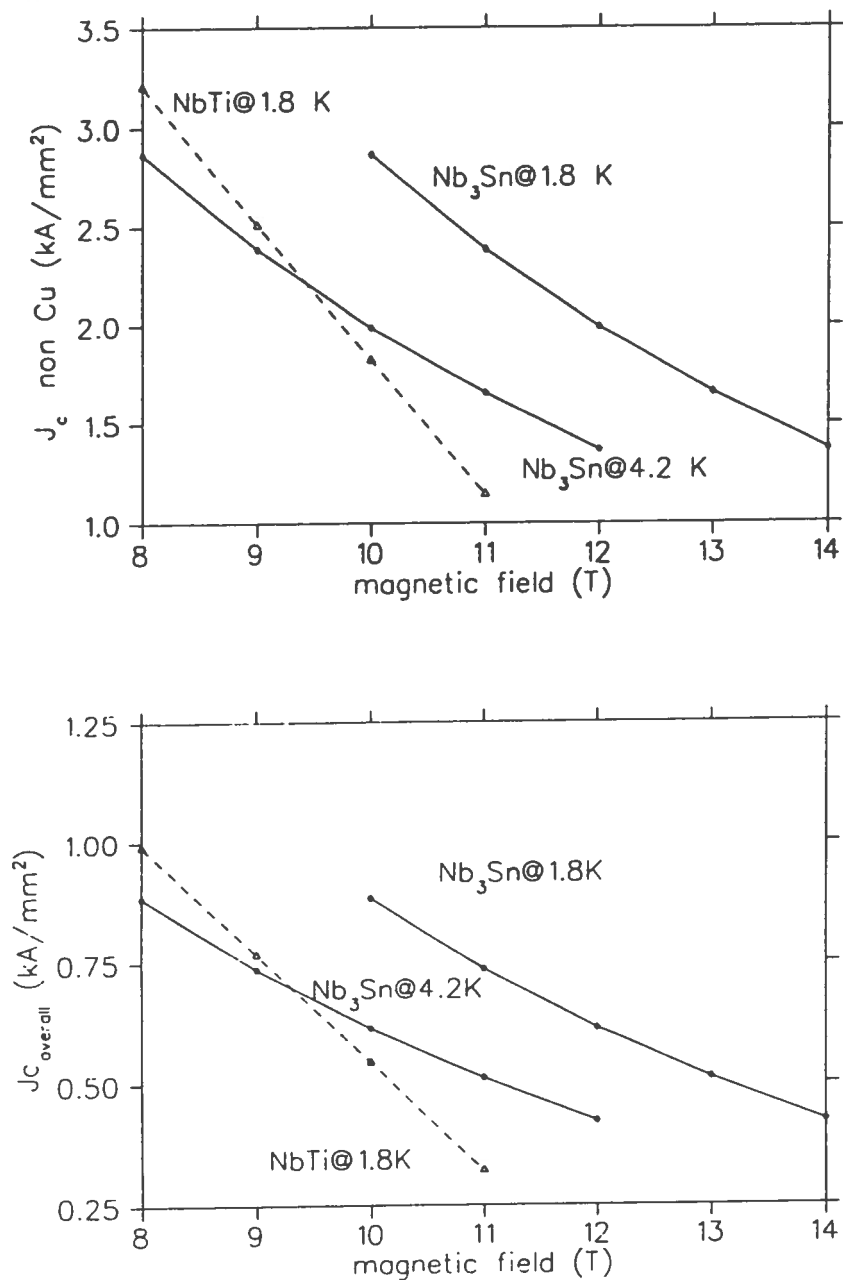 3.5
3.0
2.5
2.0
1.5
1.0
J_c non Cu (kA/mm²)
NbTi@1.8 K
Nb₃Sn@1.8 K
Nb₃Sn@4.2 K
8 9 10 11 12 13 14
magnetic field (T)
1.25
1.00
0.75
0.50
0.25
Jc_overall (kA/mm²)
Nb₃Sn@1.8K
Nb₃Sn@4.2K
NbTi@1.8K
8 9 10 11 12 13 14
magnetic field (T)